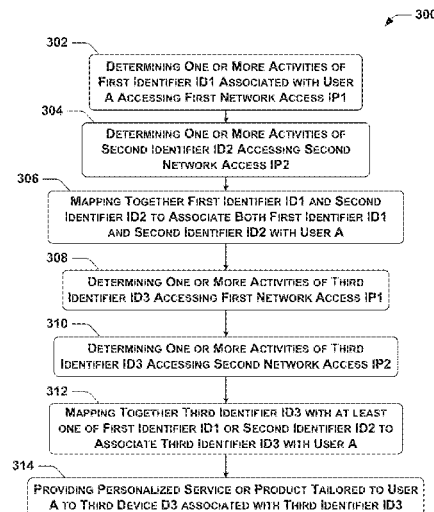 300
302
DETERMINING ONE OR MORE ACTIVITIES OF
FIRST IDENTIFIER ID1 ASSOCIATED WITH USER
A ACCESSING FIRST NETWORK ACCESS IP1
304
DETERMINING ONE OR MORE ACTIVITIES OF
SECOND IDENTIFIER ID2 ACCESSING SECOND
NETWORK ACCESS IP2
306
MAPPING TOGETHER FIRST IDENTIFIER ID1 AND SECOND
IDENTIFIER ID2 TO ASSOCIATE BOTH FIRST IDENTIFIER ID1
AND SECOND IDENTIFIER ID2 WITH USER A
308
DETERMINING ONE OR MORE ACTIVITIES OF THIRD
IDENTIFIER ID3 ACCESSING FIRST NETWORK ACCESS IP1
310
DETERMINING ONE OR MORE ACTIVITIES OF THIRD
IDENTIFIER ID3 ACCESSING SECOND NETWORK ACCESS IP2
312
MAPPING TOGETHER THIRD IDENTIFIER ID3 WITH AT LEAST
ONE OF FIRST IDENTIFIER ID1 OR SECOND IDENTIFIER ID2 TO
ASSOCIATE THIRD IDENTIFIER ID3 WITH USER A
314
PROVIDING PERSONALIZED SERVICE OR PRODUCT TAILORED TO USER
A TO THIRD DEVICE D3 ASSOCIATED WITH THIRD IDENTIFIER ID3